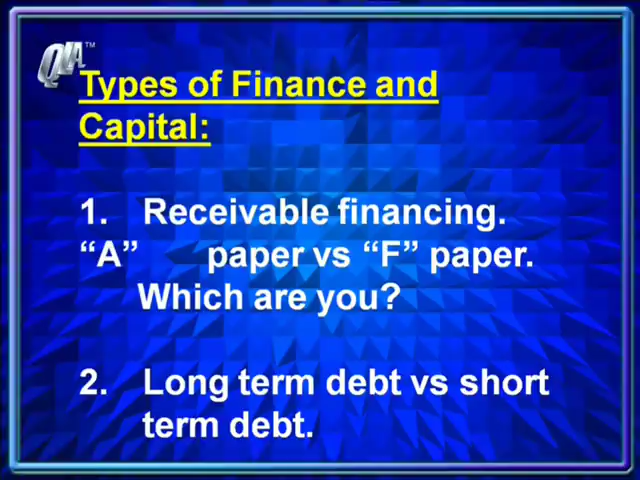 QIA™
Types of Finance and
Capital:
1. Receivable financing.
“A” paper vs “F” paper.
Which are you?
2. Long term debt vs short
term debt.